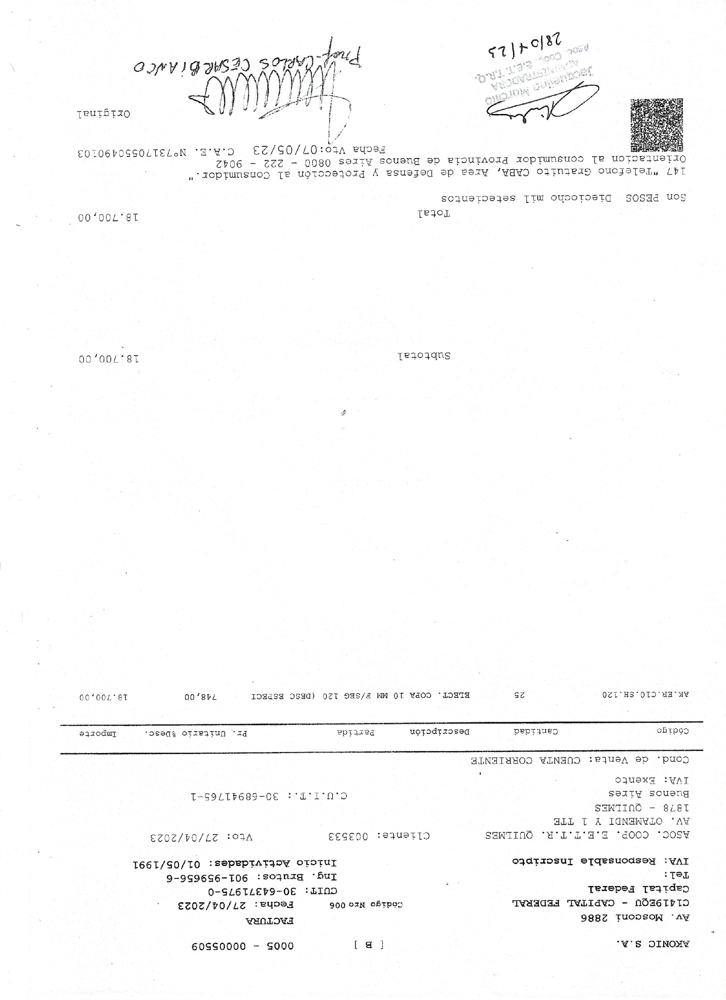 AKONIC S.A. [ B ] 0005 - 00005509
FACTURA
Av. Mosconi 2886
C1419EQU - CAPITAL FEDERAL Código Nro 006 Fecha: 27/04/2023
Capital Federal CUIT: 30-64371975-0
Tel: Ing. Brutos: 901-959656-6
IVA: Responsable Inscripto Inicio Actividades: 01/05/1991
ASOC. COOP. E.E.T.T.R. QUILMES Cliente: 003533 Vto: 27/04/2023
AV. OTAMENDI Y 1 TTE
1878 - QUILMES
Buenos Aires C.U.I.T.: 30-68941765-1
IVA: Exento
Cond. de Venta: CUENTA CORRIENTE
Código Cantidad Descripción Partida Pr. Unitario %Desc. Importe
AK.ER.C10.SH.120 25 ELECT. COPA 10 MM P/SEG 120 (DESC ESPECI 748,00 18.700,00
Subtotal 18.700,00
Total 18.700,00
Son PESOS Dieciocho mil setecientos
147 "Telefono Gratuito CABA, Area de Defensa y Protección al Consumidor."
Orientacion al consumidor Provincia de Buenos Aires 0800 - 222 - 9042
Fecha Vto:07/05/23 C.A.E. Nº73170550490103
Original
Jacqueline Morcillo
ADMINISTRADORA
Asoc. Coop. E.E.T. T.R.Q.
28/04/23
Prof. CARLOS CESAR BIANCO